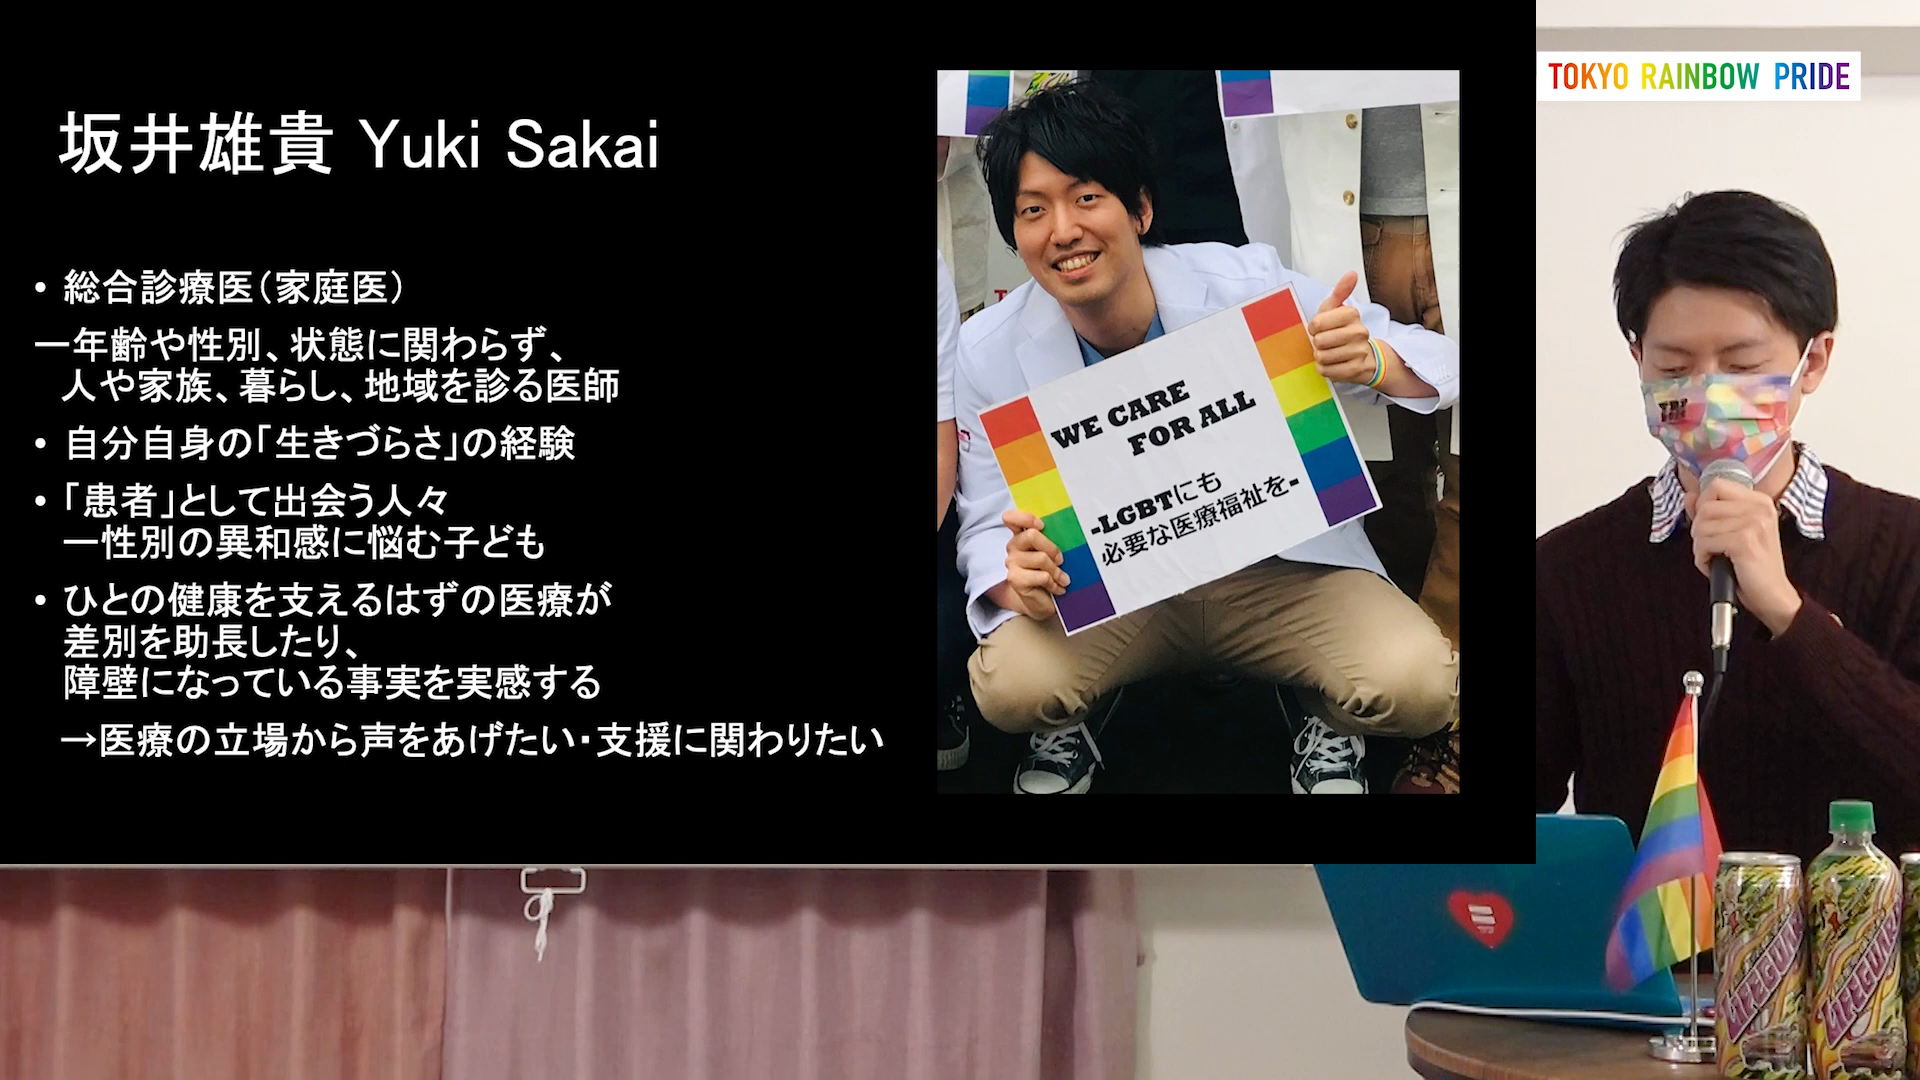 坂井雄貴 Yuki Sakai
TOKYO RAINBOW PRIDE
• 総合診療医（家庭医）
ー年齢や性別、状態に関わらず、
人や家族、暮らし、地域を診る医師
• 自分自身の「生きづらさ」の経験
• 「患者」として出会う人々
ー性別の異和感に悩む子ども
• ひとの健康を支えるはずの医療が
差別を助長したり、
障壁になっている事実を実感する
→医療の立場から声をあげたい・支援に関わりたい
WE CARE
FOR ALL
-LGBTにも
必要な医療福祉を-
LIFEGUARD
LIFEGUARD